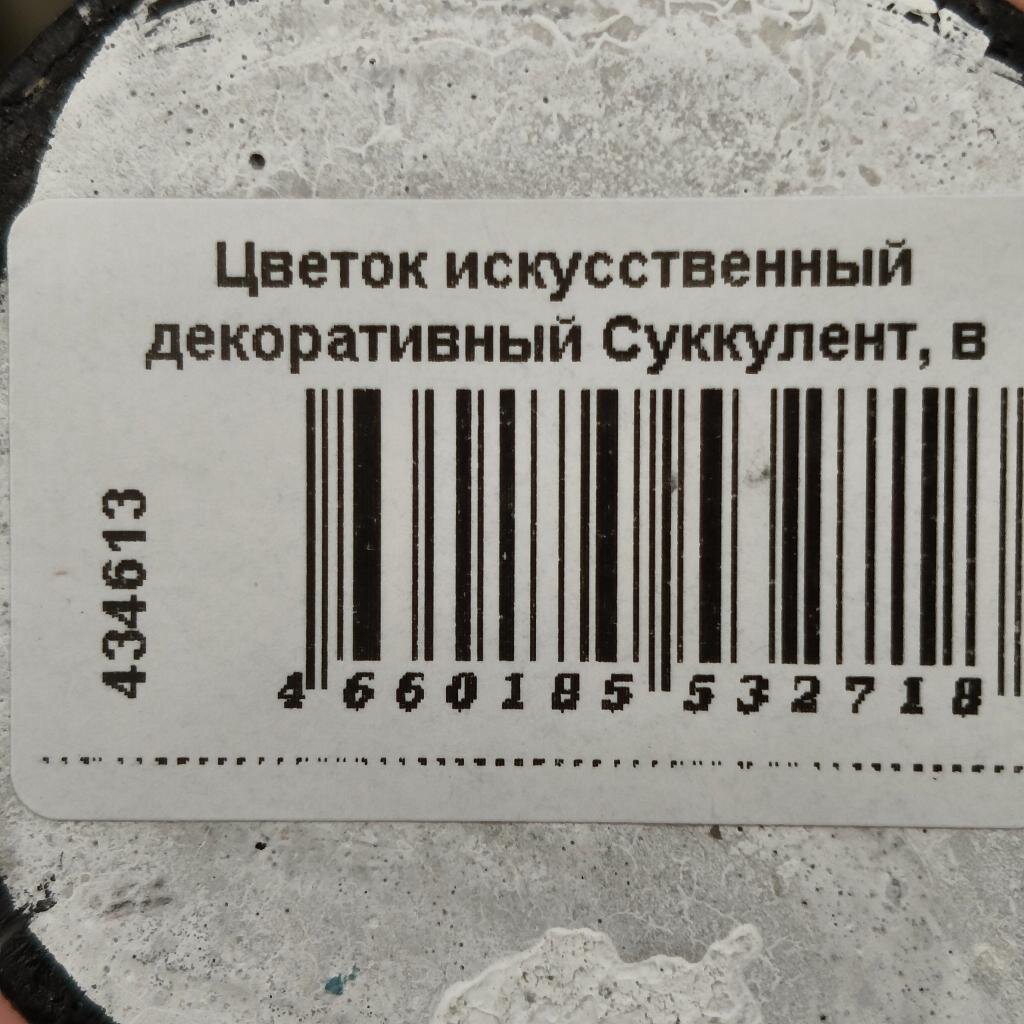 Цветок искусственный
декоративный Суккулент, в
434613
4 660185 532718